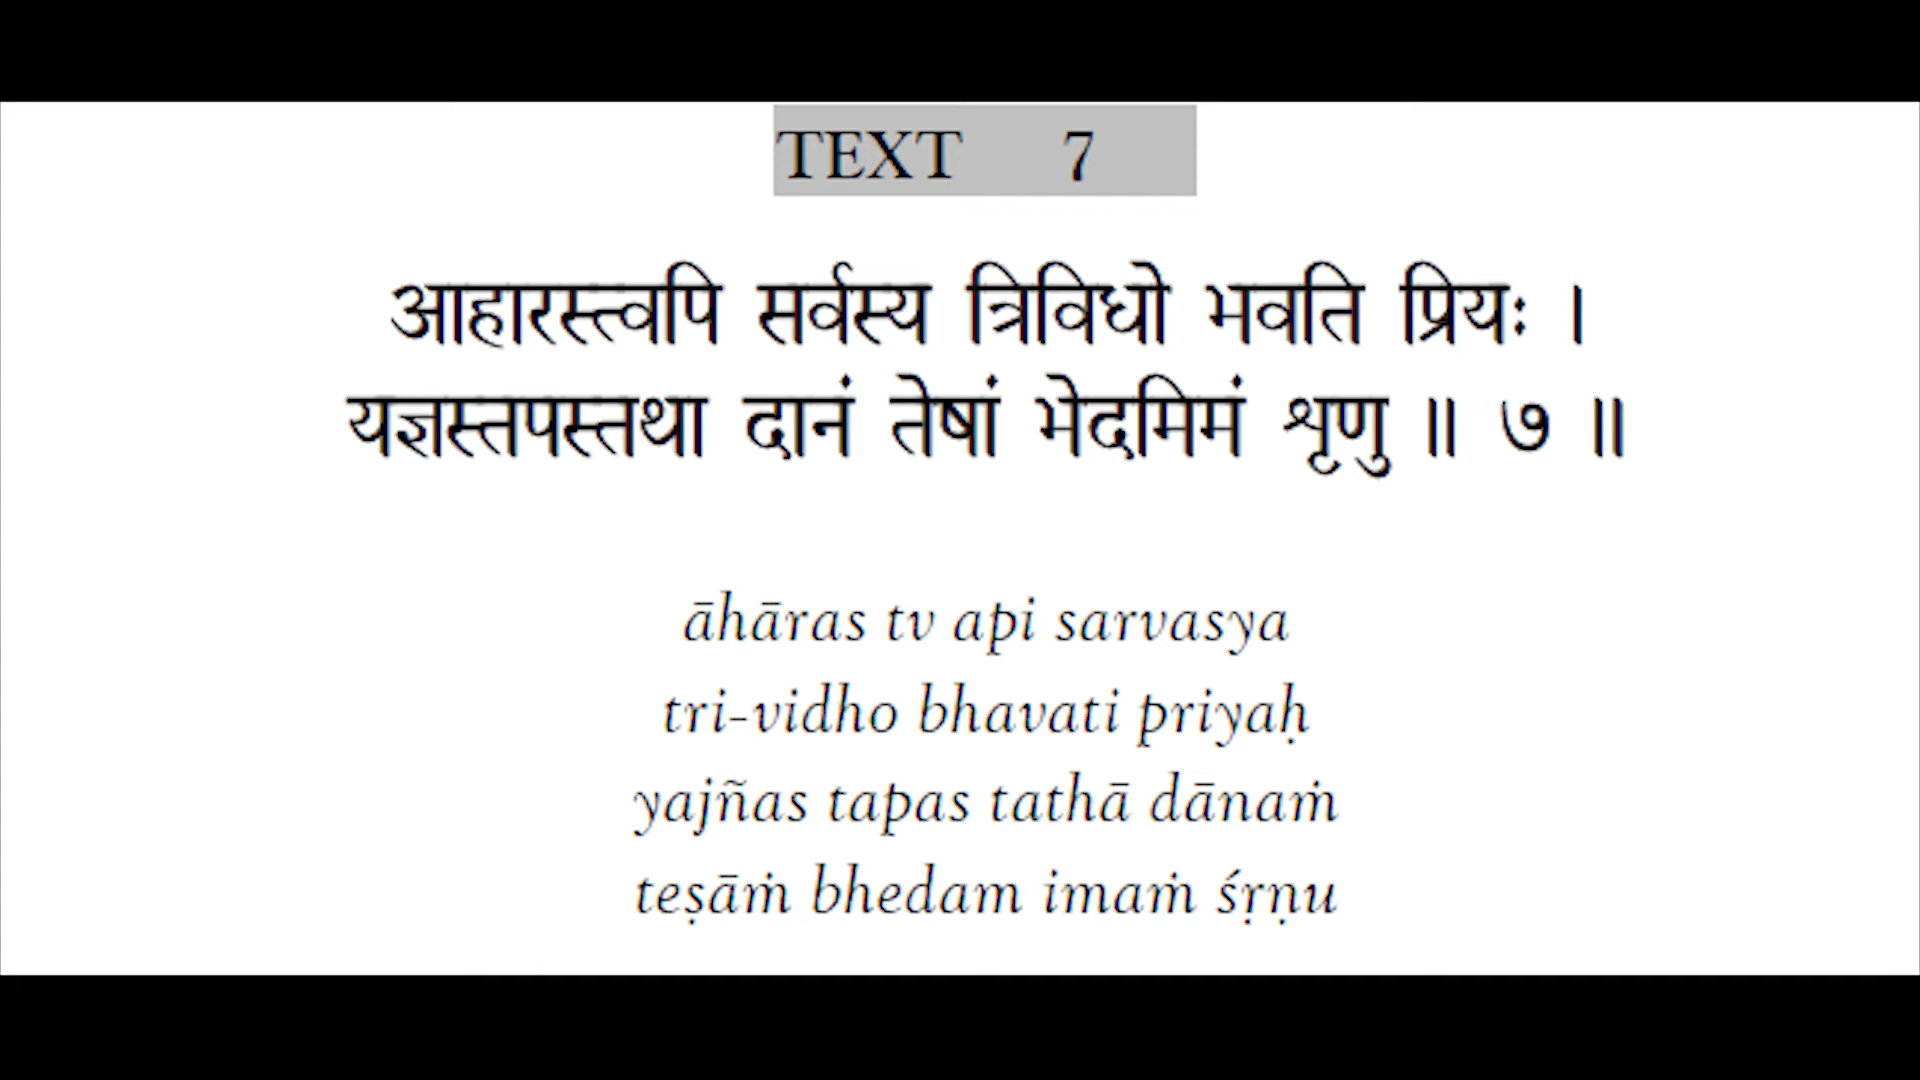 TEXT 7
आहारस्त्वपि सर्वस्य त्रिविधो भवति प्रियः ।
यज्ञस्तपस्तथा दानं तेषां भेदमिमं शृणु ॥ ७ ॥
āhāras tv api sarvasya
tri-vidho bhavati priyaḥ
yajñas tapas tathā dānaṁ
teṣāṁ bhedam imaṁ śṛṇu